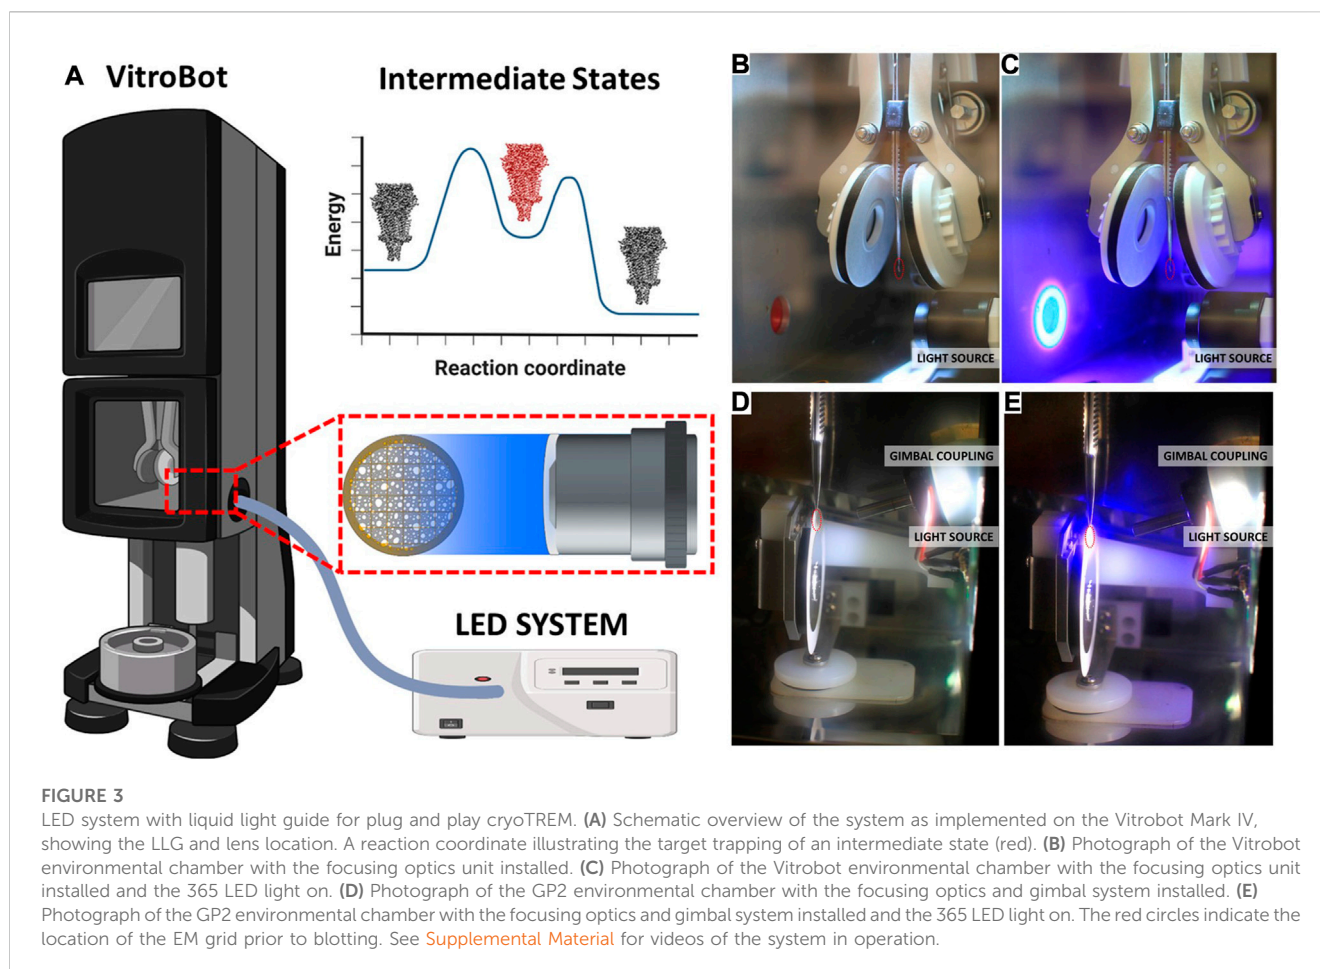 A
VitroBot
Intermediate States
Energy
Reaction coordinate
LED SYSTEM
B
LIGHT SOURCE
C
LIGHT SOURCE
D
GIMBAL COUPLING
LIGHT SOURCE
E
GIMBAL COUPLING
LIGHT SOURCE
FIGURE 3
LED system with liquid light guide for plug and play cryoTREM. (A) Schematic overview of the system as implemented on the Vitrobot Mark IV,
showing the LLG and lens location. A reaction coordinate illustrating the target trapping of an intermediate state (red). (B) Photograph of the Vitrobot
environmental chamber with the focusing optics unit installed. (C) Photograph of the Vitrobot environmental chamber with the focusing optics unit
installed and the 365 LED light on. (D) Photograph of the GP2 environmental chamber with the focusing optics and gimbal system installed. (E)
Photograph of the GP2 environmental chamber with the focusing optics and gimbal system installed and the 365 LED light on. The red circles indicate the
location of the EM grid prior to blotting. See Supplemental Material for videos of the system in operation.